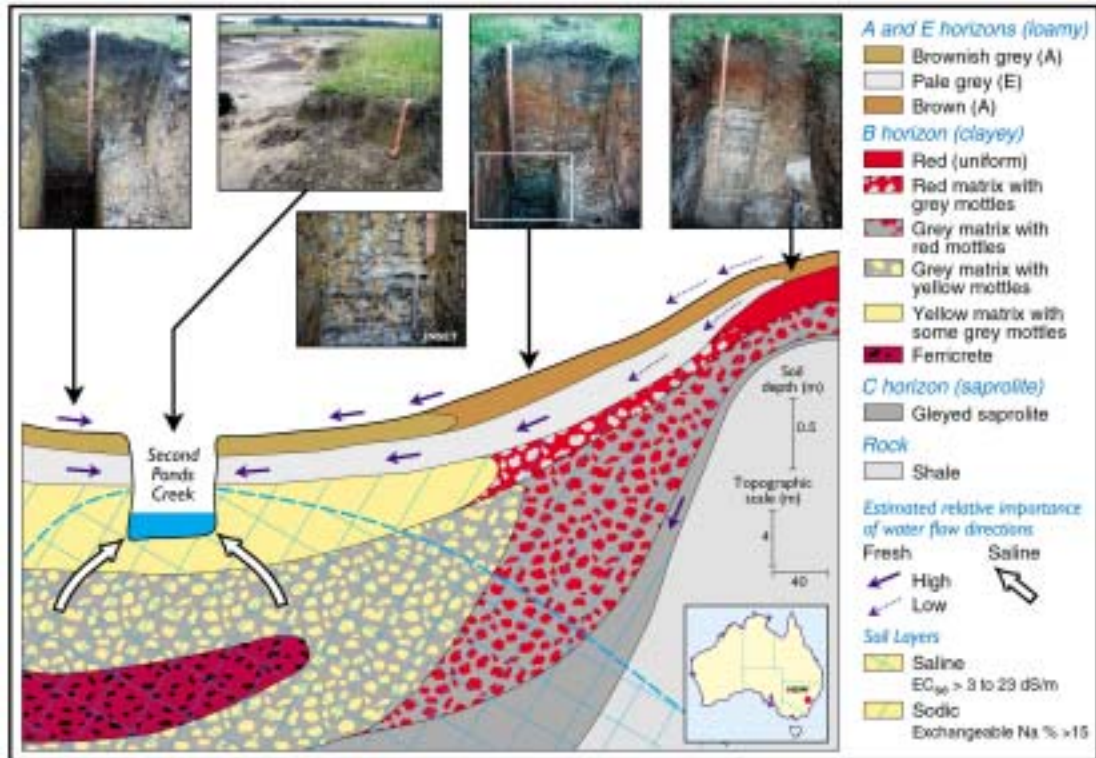 INSET
Second
Ponds
Creek
Soil
depth (m)
0.5
Topographic
scale (m)
4
40
NSW
A and E horizons (loamy)
Brownish grey (A)
Pale grey (E)
Brown (A)
B horizon (clayey)
Red (uniform)
Red matrix with
grey mottles
Grey matrix with
red mottles
Grey matrix with
yellow mottles
Yellow matrix with
some grey mottles
Ferricrete
C horizon (saprolite)
Gleyed saprolite
Rock
Shale
Estimated relative importance
of water flow directions
Fresh Saline
High
Low
Soil Layers
Saline
ECse > 3 to 23 dS/m
Sodic
Exchangeable Na % >15